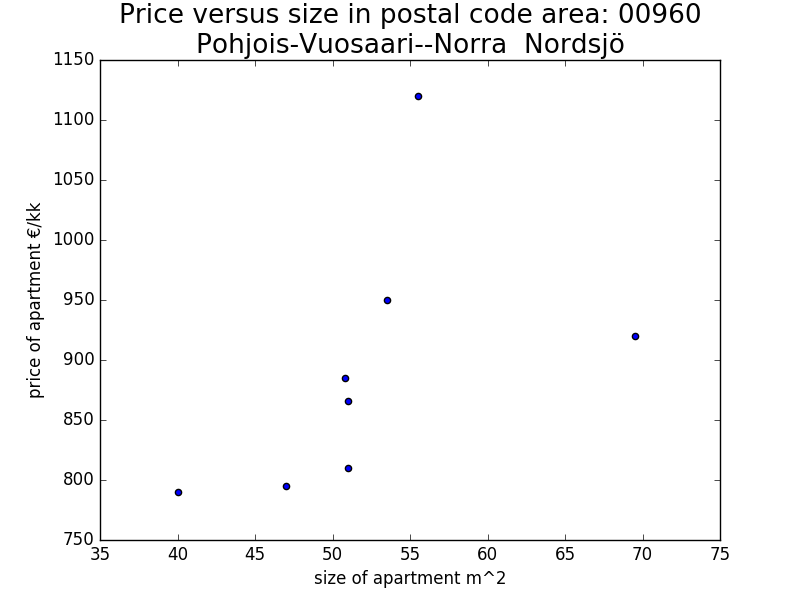 Price versus size in postal code area: 00960
Pohjois-Vuosaari--Norra  Nordsjö
1150
1100
1050
1000
950
900
850
800
750
price of apartment €/kk
35 40 45 50 55 60 65 70 75
size of apartment m^2